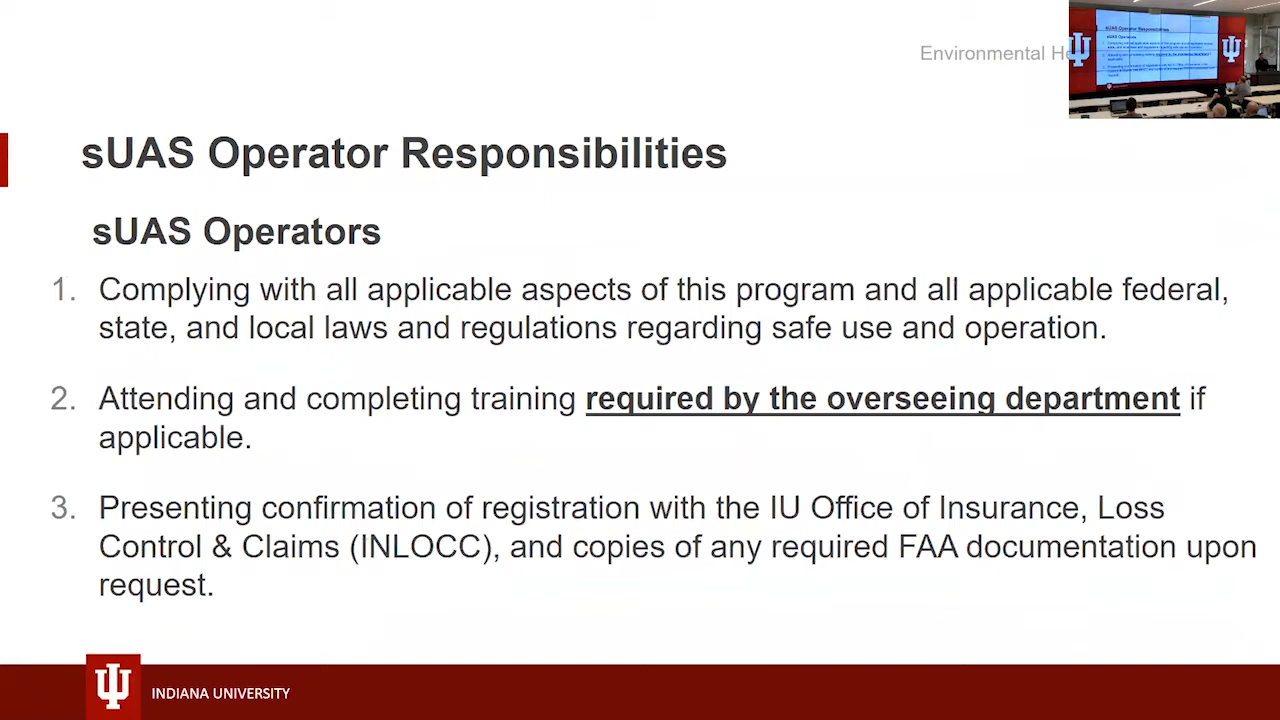 Environmental
sUAS Operator Responsibilities
sUAS Operators
1. Complying with all applicable aspects of this program and all applicable federal,
state, and local laws and regulations regarding safe use and operation.
2. Attending and completing training required by the overseeing department if
applicable.
3. Presenting confirmation of registration with the IU Office of Insurance, Loss
Control & Claims (INLOCC), and copies of any required FAA documentation upon
request.
INDIANA UNIVERSITY